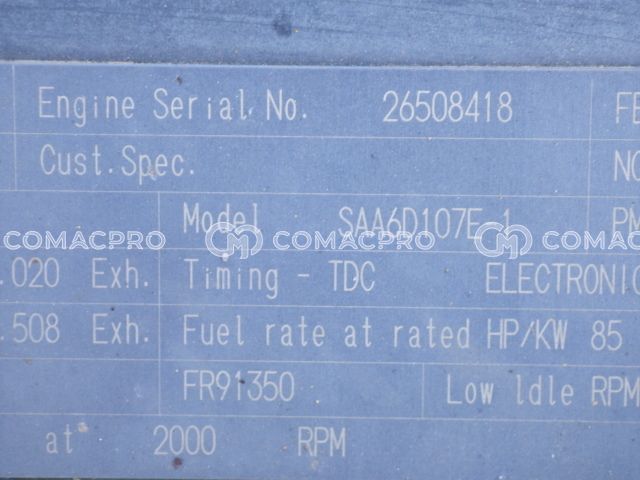 Engine Serial No. 26508418 FE
Cust.Spec. NO
Model SAA6D107E-1 PM
COMACPRO COMACPRO COMAC
.020 Exh. Timing - TDC ELECTRONIC
.508 Exh. Fuel rate at rated HP/KW 85
FR91350 Low Idle RPM
at 2000 RPM